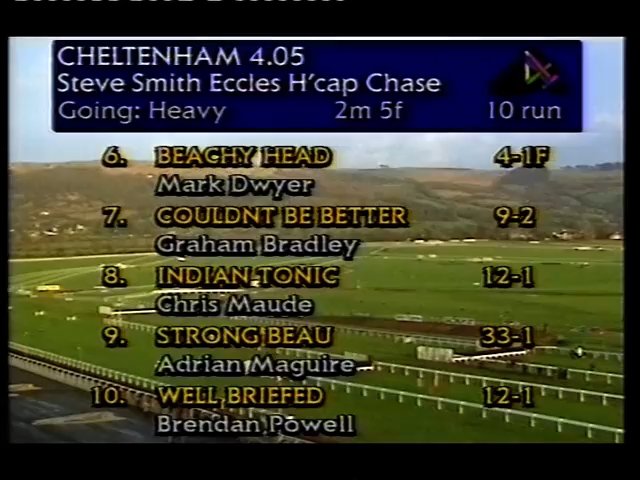 CHELTENHAM 4.05
Steve Smith Eccles H'cap Chase
Going: Heavy 2m 5f 10 run
6. BEACHY HEAD 4-1F
Mark Dwyer
7. COULDNT BE BETTER 9-2
Graham Bradley
8. INDIAN TONIC 12-1
Chris Maude
9. STRONG BEAU 33-1
Adrian Maguire
10. WELL BRIEFED 12-1
Brendan Powell